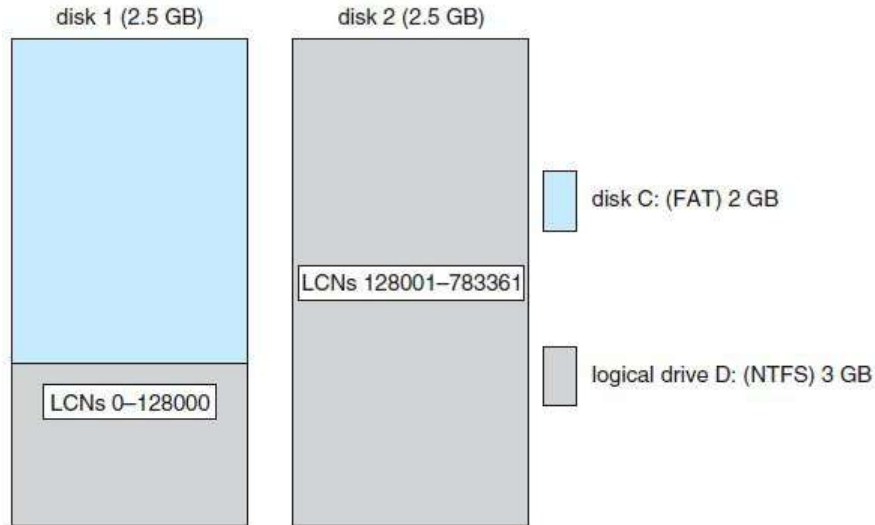 disk 1 (2.5 GB)
disk 2 (2.5 GB)
disk C: (FAT) 2 GB
LCNs 128001–783361
logical drive D: (NTFS) 3 GB
LCNs 0–128000